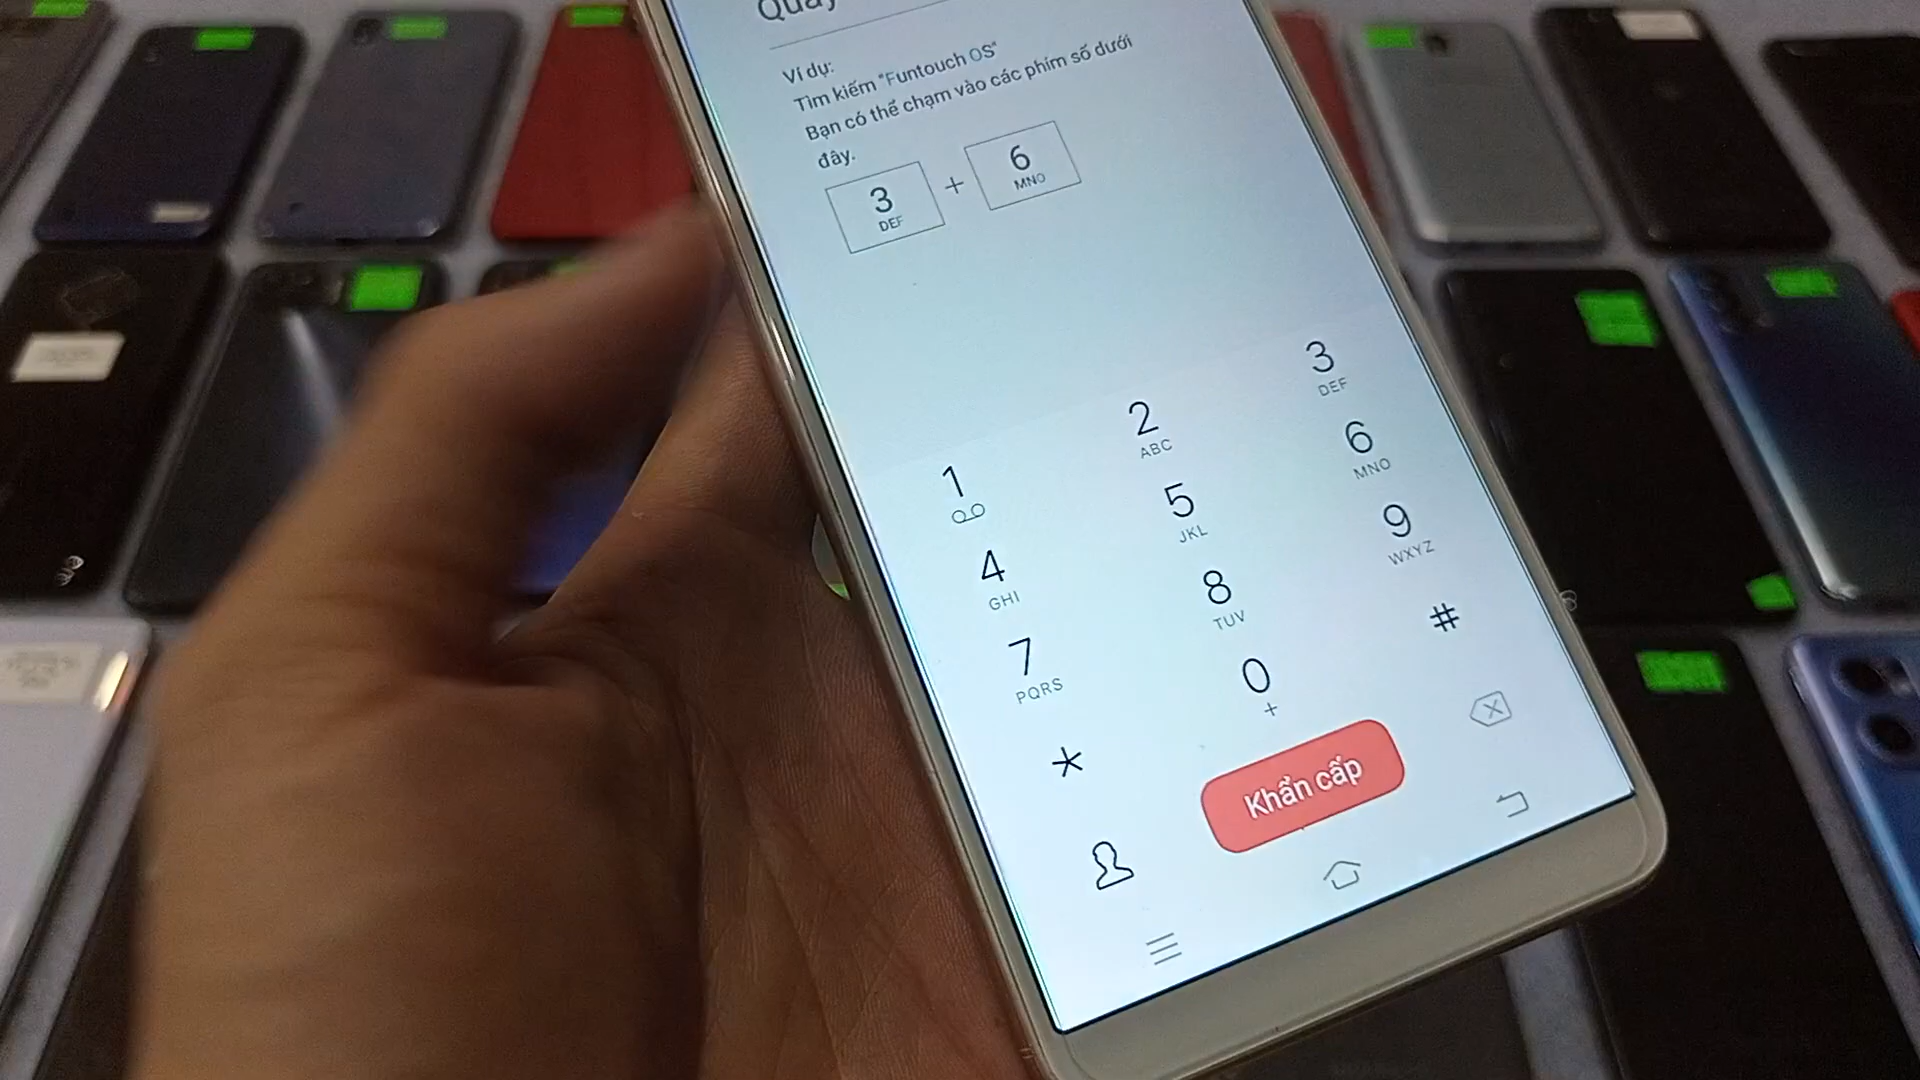 Quay
Ví dụ:
Tìm kiếm "Funtouch OS"
Bạn có thể chạm vào các phím số dưới
đây.
3 + 6
DEF MNO
1 2 3
ABC DEF
4 5 6
GHI JKL MNO
7 8 9
PQRS TUV WXYZ
* 0 #
+
Khẩn cấp